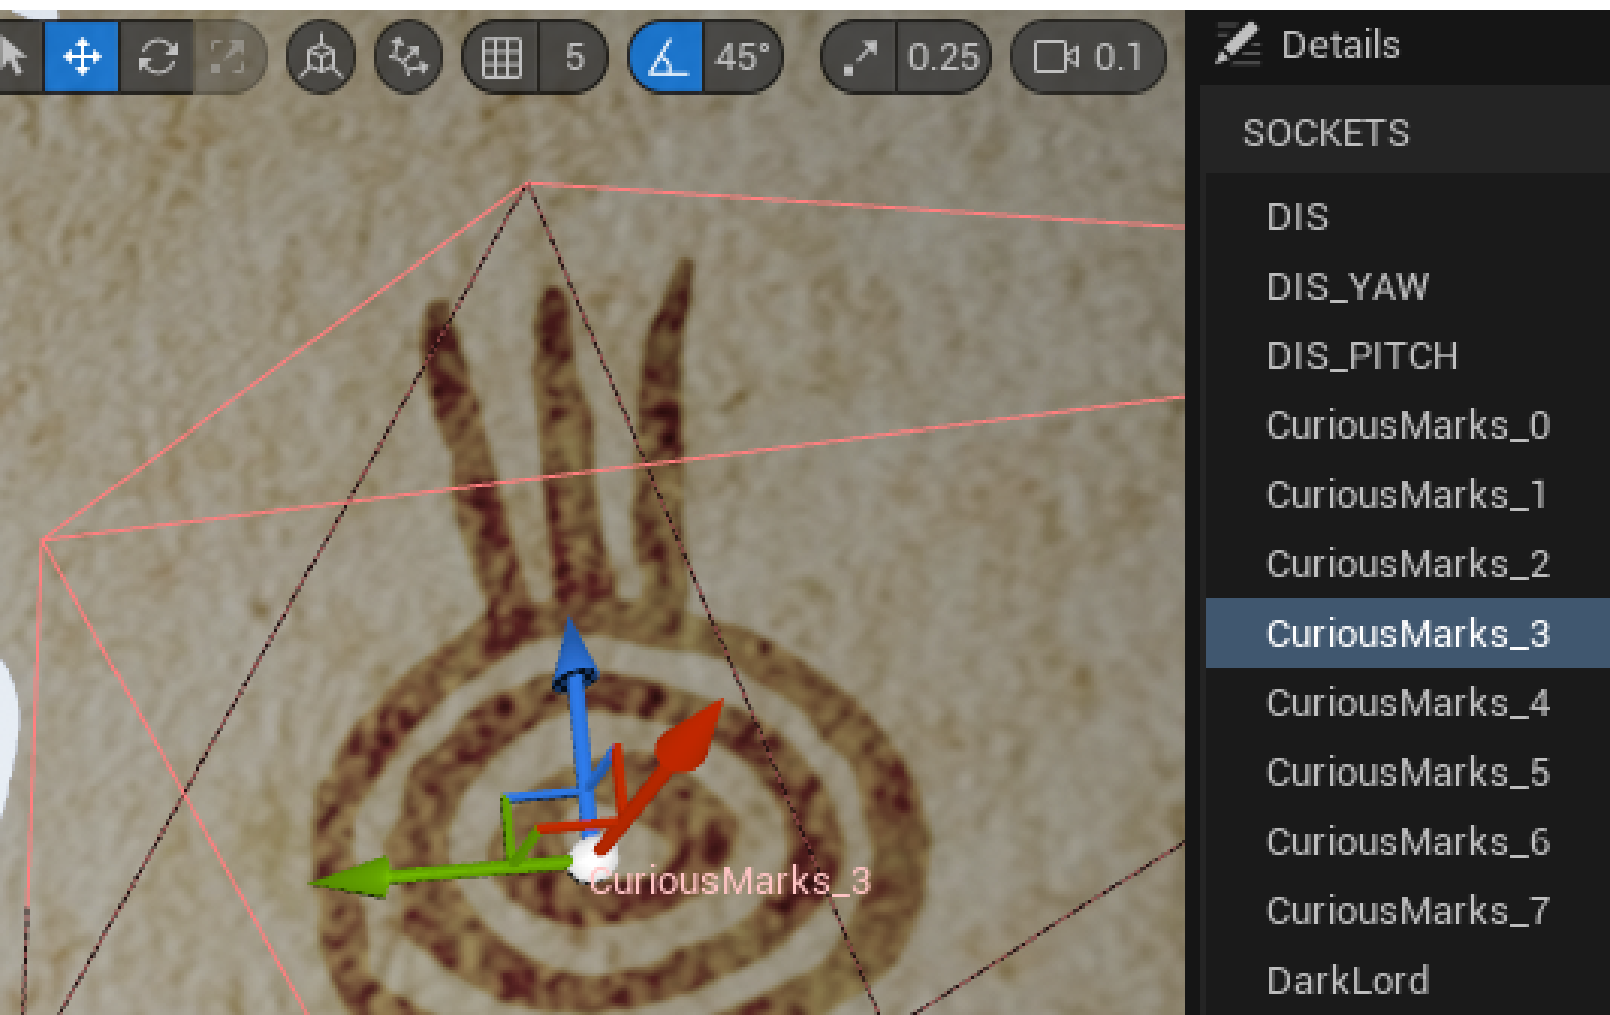 5
45°
0.25
0.1
Details
SOCKETS
DIS
DIS_YAW
DIS_PITCH
CuriousMarks_0
CuriousMarks_1
CuriousMarks_2
CuriousMarks_3
CuriousMarks_4
CuriousMarks_5
CuriousMarks_6
CuriousMarks_7
DarkLord
CuriousMarks_3